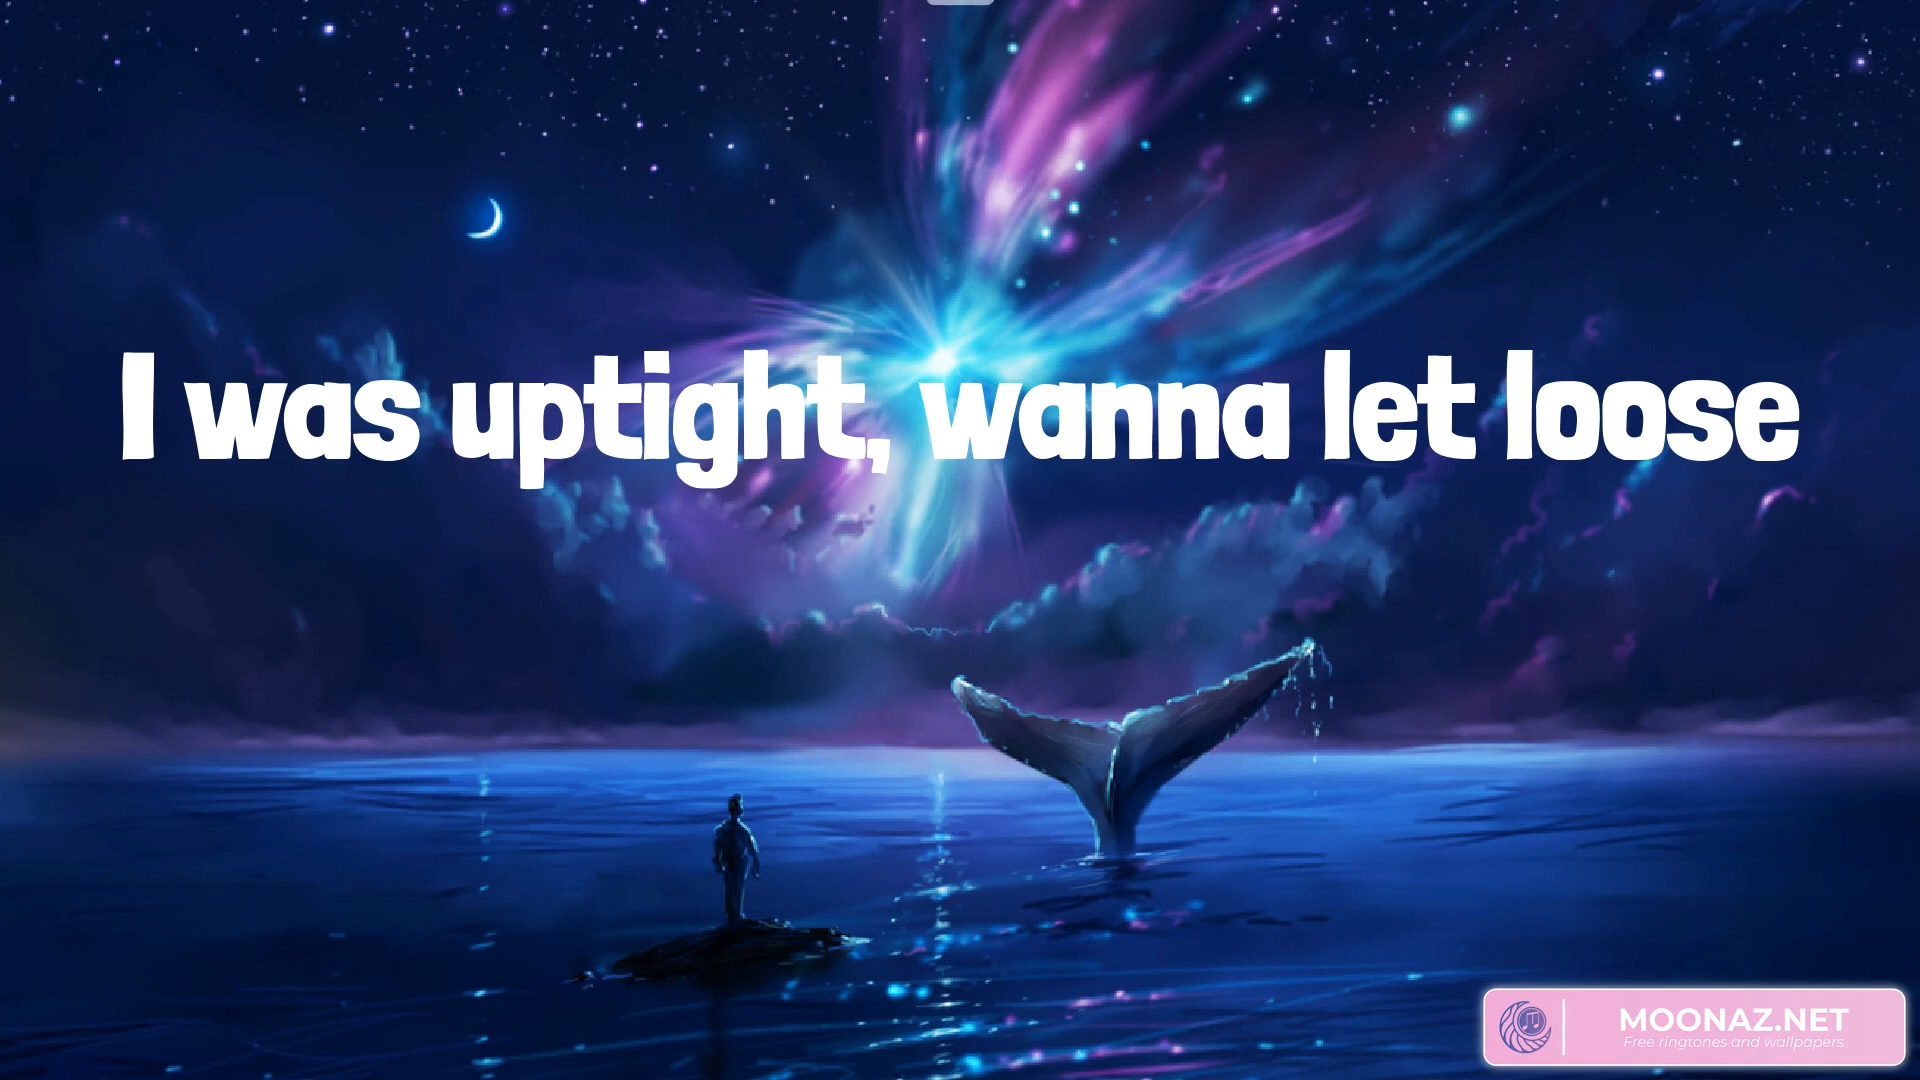 I was uptight, wanna let loose
MOONAZ.NET
Free ringtones and wallpapers